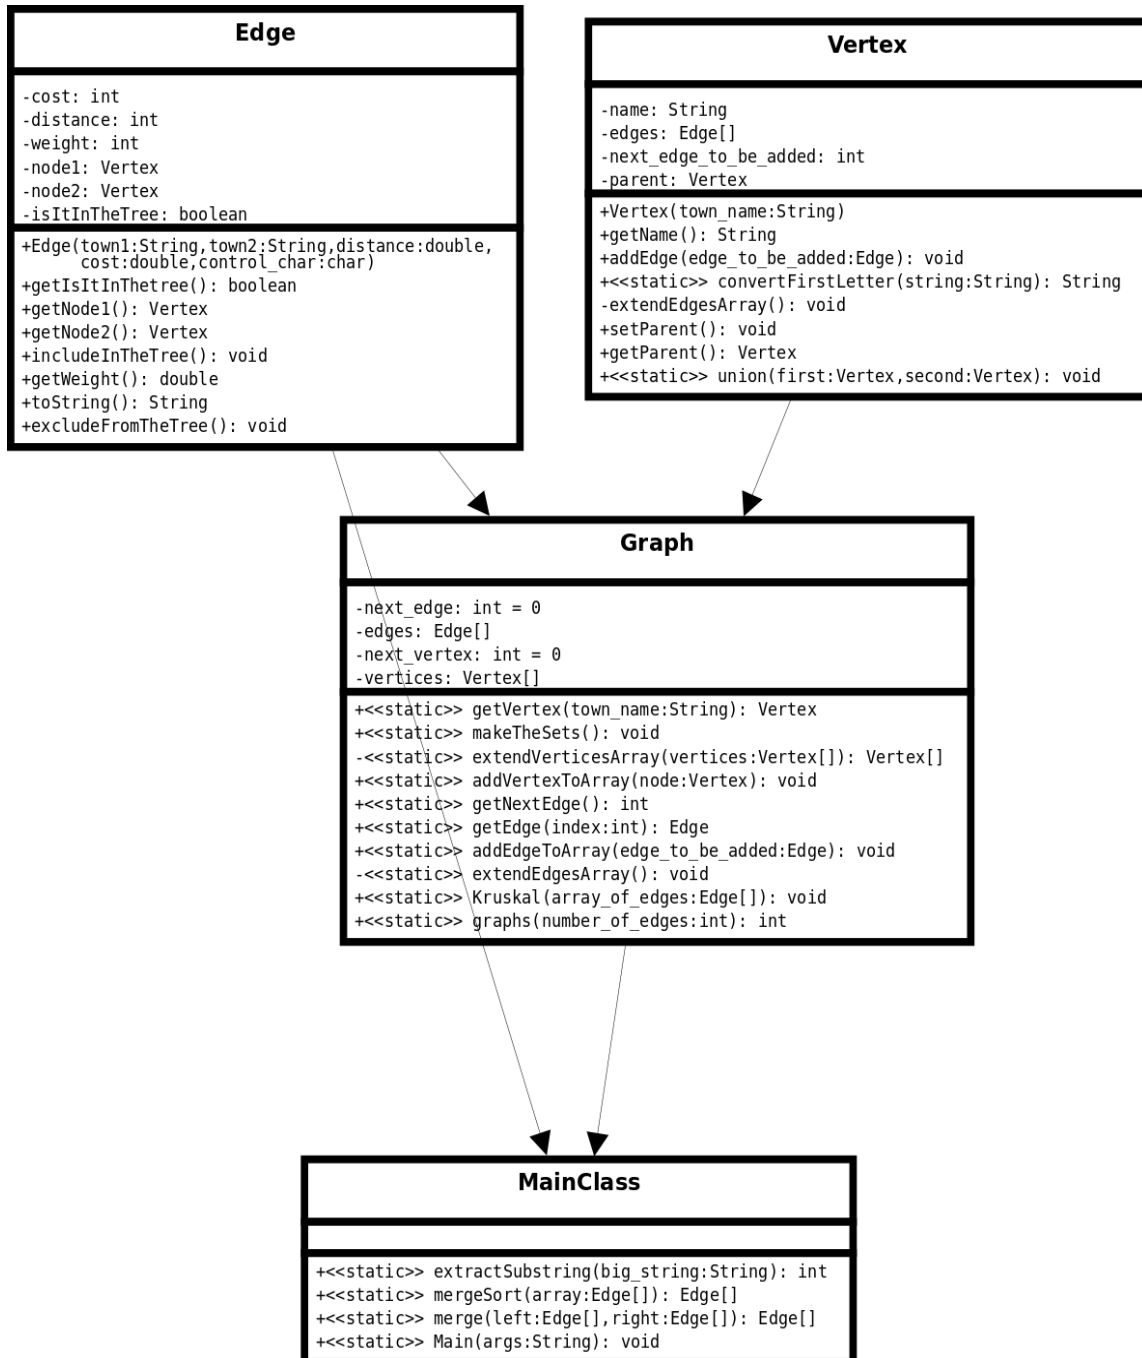 Edge
-cost: int
-distance: int
-weight: int
-node1: Vertex
-node2: Vertex
-isItInTheTree: boolean
+Edge(town1:String,town2:String,distance:double,
cost:double,control_char:char)
+getIsItInThetree(): boolean
+getNode1(): Vertex
+getNode2(): Vertex
+includeInTheTree(): void
+getWeight(): double
+toString(): String
+excludeFromTheTree(): void
Vertex
-name: String
-edges: Edge[]
-next_edge_to_be_added: int
-parent: Vertex
+Vertex(town_name:String)
+getName(): String
+addEdge(edge_to_be_added:Edge): void
+<<static>> convertFirstLetter(string:String): String
-extendEdgesArray(): void
+setParent(): void
+getParent(): Vertex
+<<static>> union(first:Vertex,second:Vertex): void
Graph
-next_edge: int = 0
-edges: Edge[]
-next_vertex: int = 0
-vertices: Vertex[]
+<<static>> getVertex(town_name:String): Vertex
+<<static>> makeTheSets(): void
-<<static>> extendVerticesArray(vertices:Vertex[]): Vertex[]
+<<static>> addVertexToArray(node:Vertex): void
+<<static>> getNextEdge(): int
+<<static>> getEdge(index:int): Edge
+<<static>> addEdgeToArray(edge_to_be_added:Edge): void
-<<static>> extendEdgesArray(): void
+<<static>> Kruskal(array_of_edges:Edge[]): void
+<<static>> graphs(number_of_edges:int): int
MainClass
+<<static>> extractSubstring(big_string:String): int
+<<static>> mergeSort(array:Edge[]): Edge[]
+<<static>> merge(left:Edge[],right:Edge[]): Edge[]
+<<static>> Main(args:String): void